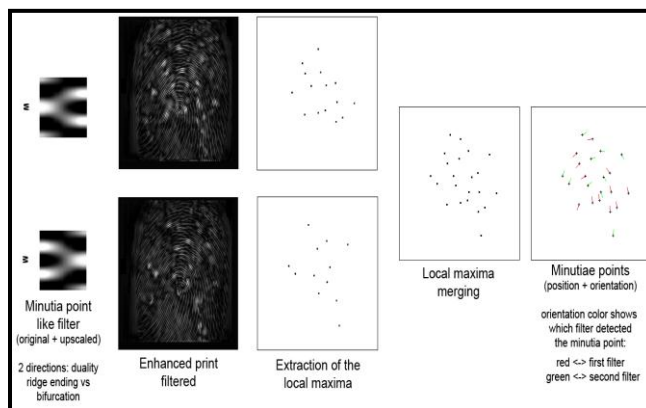 Minutia point
like filter
(original + upscaled)
2 directions: duality
ridge ending vs
bifurcation
Enhanced print
filtered
Extraction of the
local maxima
Local maxima
merging
Minutiae points
(position + orientation)
orientation color shows
which filter detected
the minutia point:
red <-> first filter
green <-> second filter